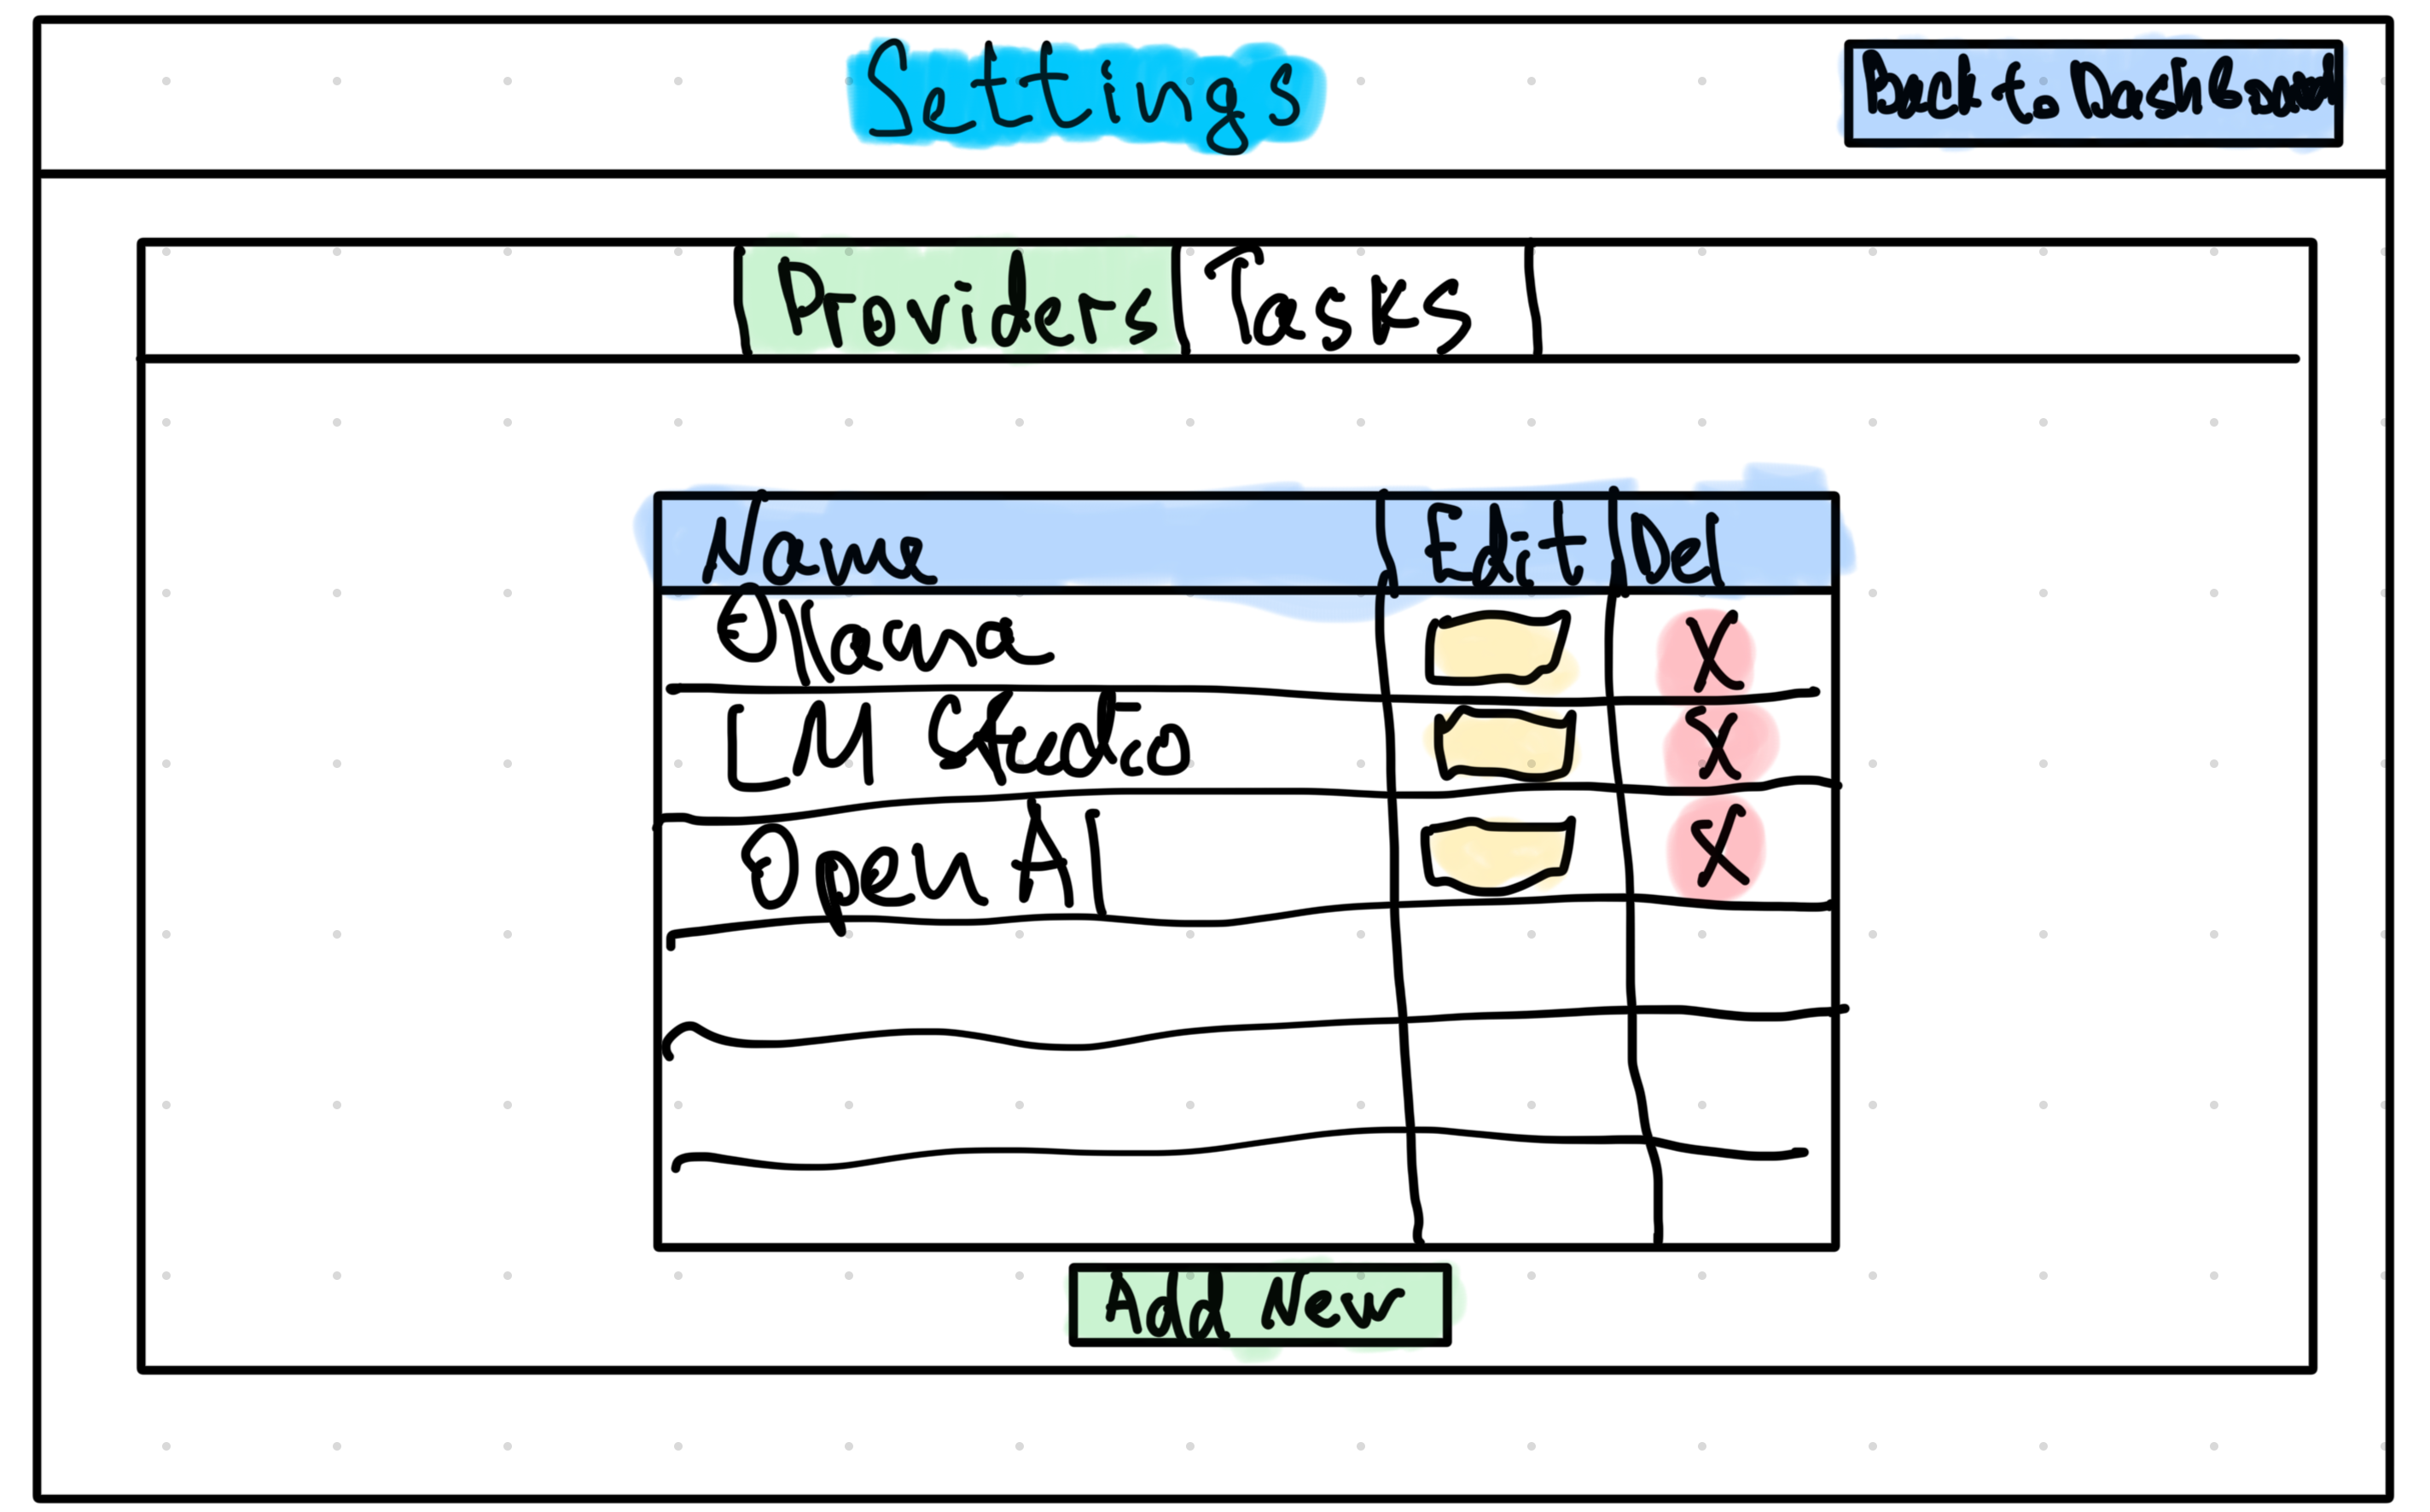 Settings
Back to DashBoard
Providers Tasks
Name Edit Del
Ollama X
LM Studio X
Open AI X
Add New